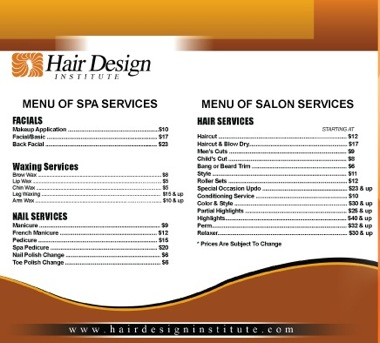 Hair Design
INSTITUTE
MENU OF SPA SERVICES
FACIALS
Makeup Application $10
Facial/Basic $17
Back Facial $23
Waxing Services
Brow Wax $8
Lip Wax $5
Chin Wax $5
Leg Waxing $15 & up
Arm Wax $10 & up
NAIL SERVICES
Manicure $9
French Manicure $12
Pedicure $15
Spa Pedicure $20
Nail Polish Change $6
Toe Polish Change $6
MENU OF SALON SERVICES
HAIR SERVICES
STARTING AT
Haircut $12
Haircut & Blow Dry $17
Men's Cuts $9
Child's Cut $8
Bang or Beard Trim $6
Style $11
Roller Sets $12
Special Occasion Updo $23 & up
Conditioning Service $10
Color & Style $30 & up
Partial Highlights $26 & up
Highlights $40 & up
Perm $32 & up
Relaxer $30 & up
* Prices Are Subject To Change
www.hairdesigninstitute.com